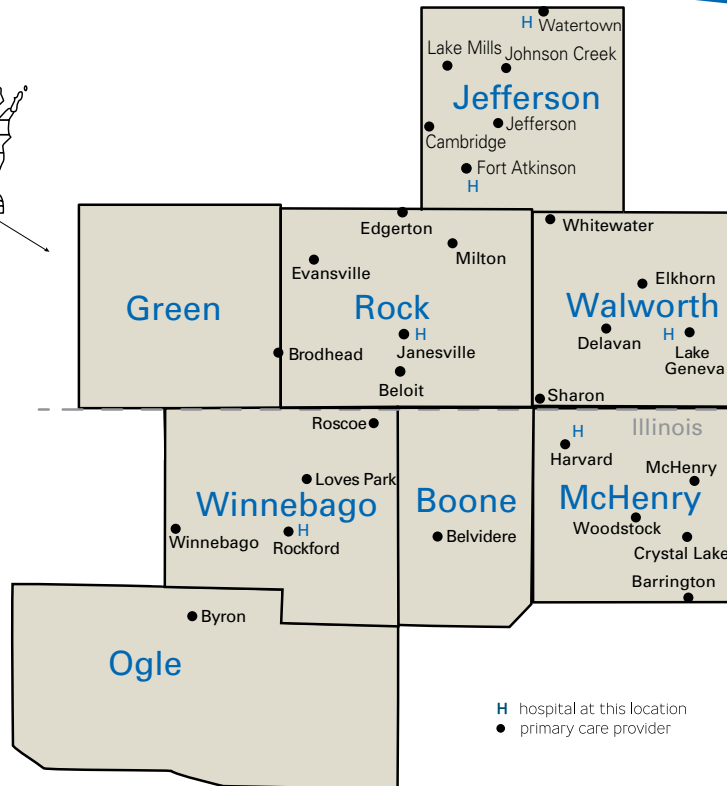 H Watertown
Lake Mills
Johnson Creek
Jefferson
Jefferson
Cambridge
Fort Atkinson
H
Edgerton
Whitewater
Milton
Evansville
Elkhorn
Green
Rock
Walworth
H
H
Brodhead
Janesville
Delavan
Lake
Geneva
Beloit
Sharon
Roscoe
Illinois
H
Harvard
McHenry
Loves Park
Winnebago
Boone
McHenry
Woodstock
H
Winnebago
Rockford
Belvidere
Crystal Lake
Barrington
Byron
Ogle
H hospital at this location
primary care provider